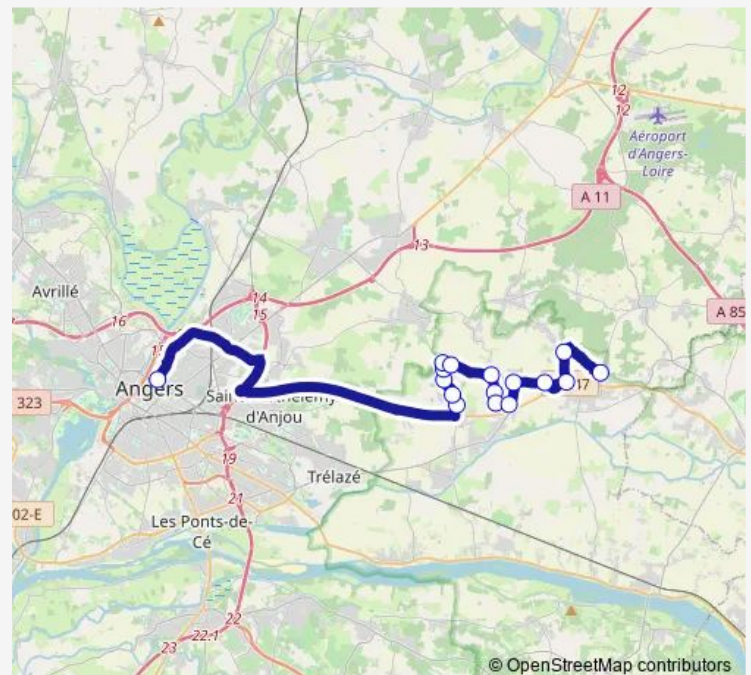 12
12
Aéroport
d'Angers-
Loire
A 11
13
Avrillé
14
15
16
A 85
Angers
323
d'Anjou
17
19
Trélazé
21
02-E
Les Ponts-de-
Cé
22
22.1
23
© OpenStreetMap contributors